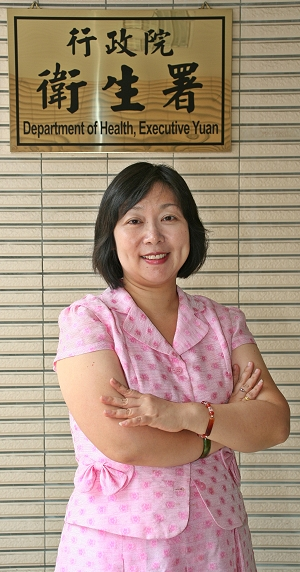 行政院
衛生署
Department of Health, Executive Yuan